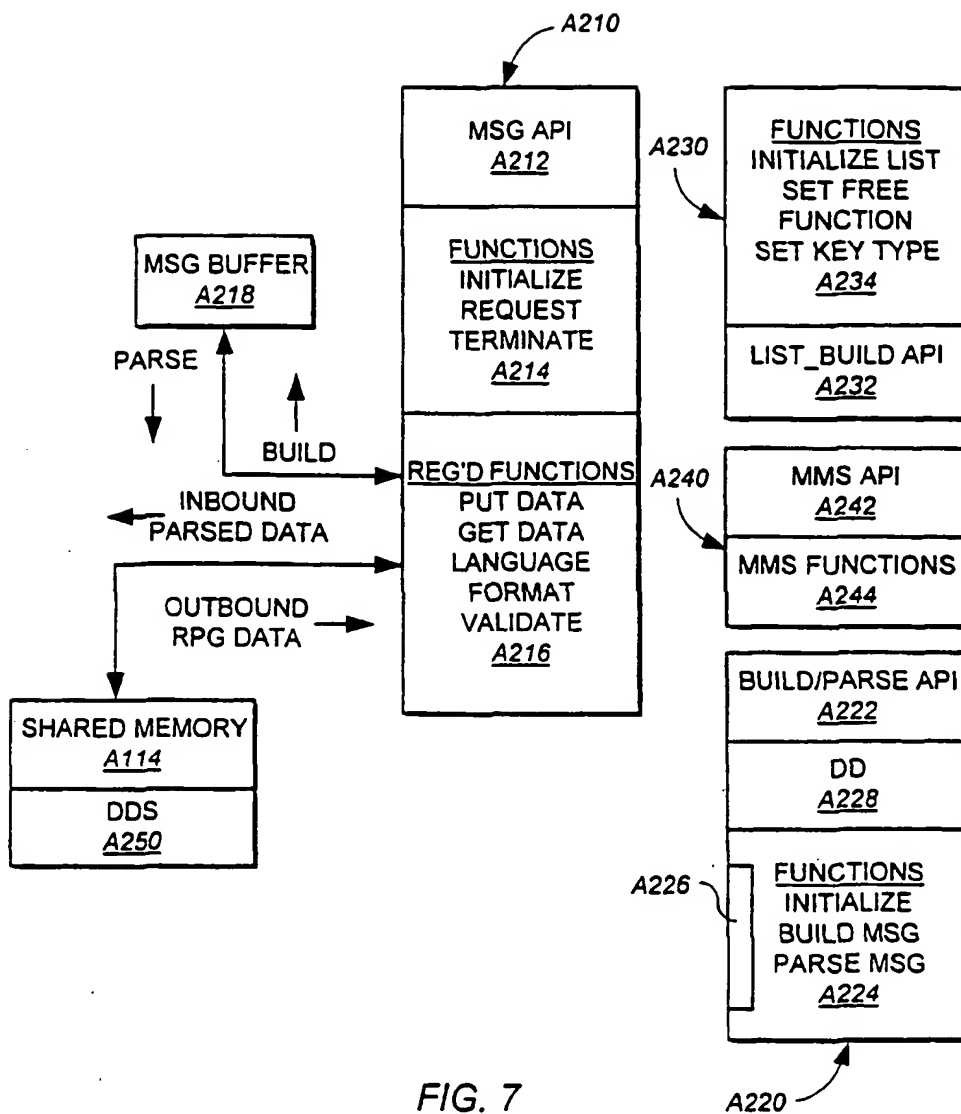 A210
MSG API
A212
FUNCTIONS
INITIALIZE
REQUEST
TERMINATE
A214
REG'D FUNCTIONS
PUT DATA
GET DATA
LANGUAGE
FORMAT
VALIDATE
A216
MSG BUFFER
A218
PARSE
BUILD
INBOUND
PARSED DATA
OUTBOUND
RPG DATA
SHARED MEMORY
A114
DDS
A250
A230
FUNCTIONS
INITIALIZE LIST
SET FREE
FUNCTION
SET KEY TYPE
A234
LIST_BUILD API
A232
A240
MMS API
A242
MMS FUNCTIONS
A244
BUILD/PARSE API
A222
DD
A228
A226
FUNCTIONS
INITIALIZE
BUILD MSG
PARSE MSG
A224
A220
FIG. 7